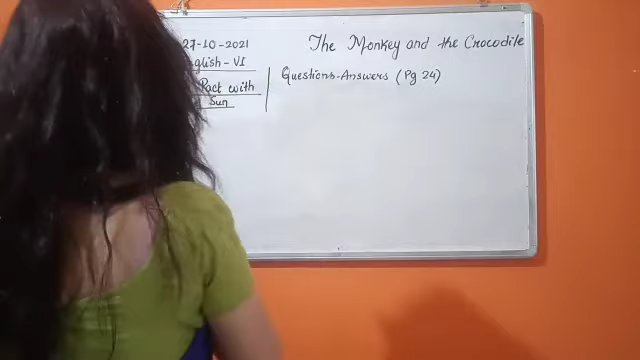 27-10-2021
glish - VI
Pact with
Sun
The Monkey and the Crocodile
Questions-Answers (Pg 24)